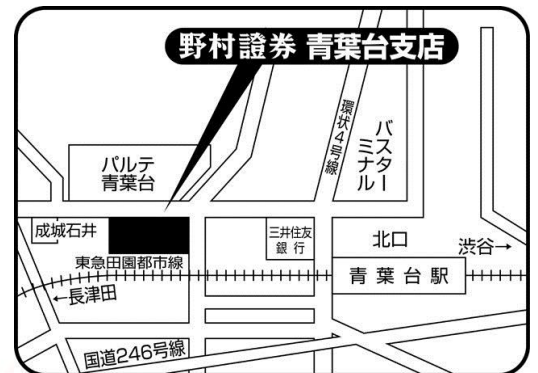 野村證券 青葉台支店
環状4号線
バスター
ミナル
パルテ
青葉台
成城石井
三井住友
銀行
北口
渋谷→
東急田園都市線
青葉台駅
←長津田
国道246号線